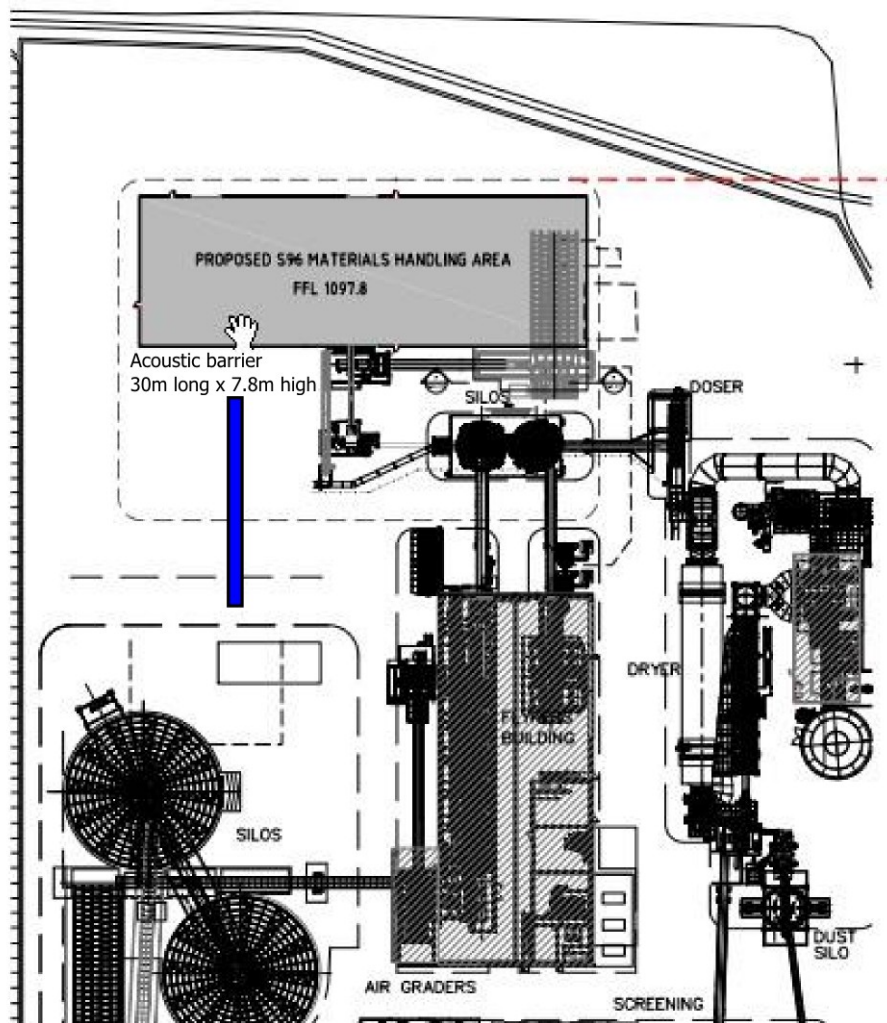 PROPOSED S96 MATERIALS HANDLING AREA
FFL 1097.8
Acoustic barrier
30m long x 7.8m high
SILOS
DOSER
DRYER
BUILDING
SILOS
DUST
SILO
AIR GRADERS
SCREENING